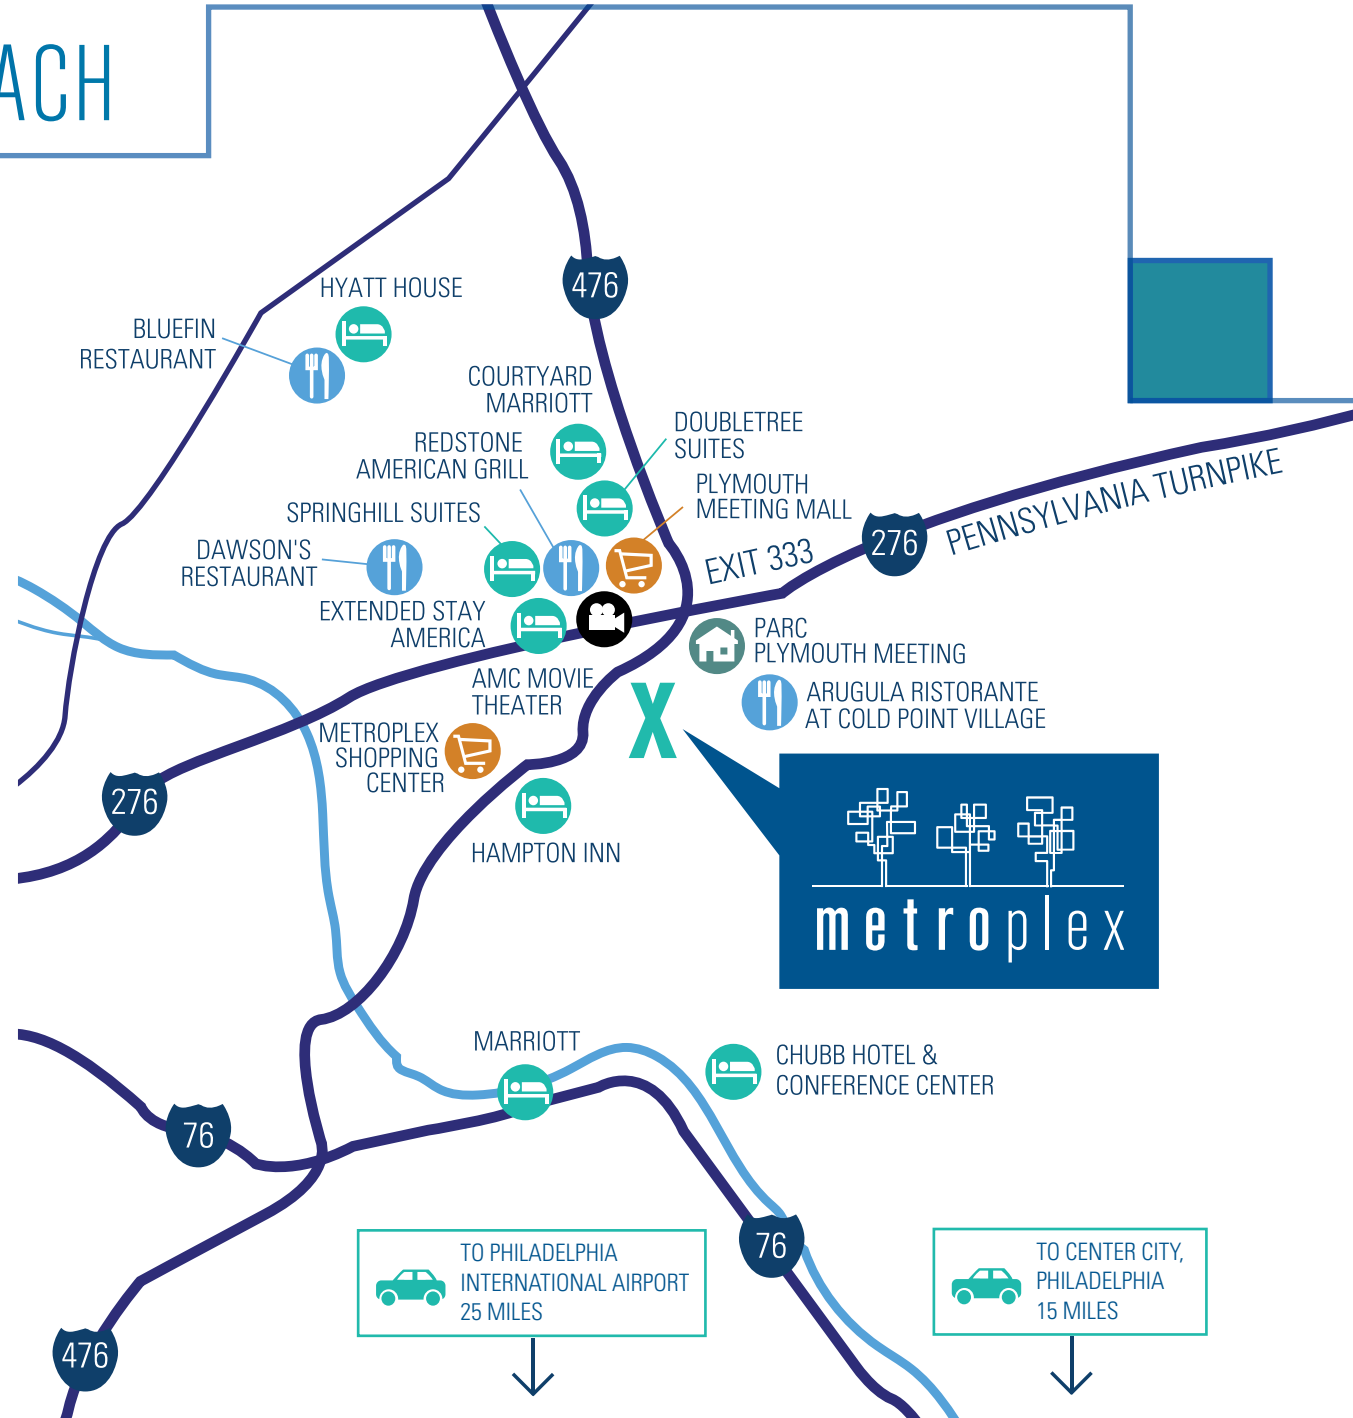 ACH
476
HYATT HOUSE
BLUEFIN
RESTAURANT
COURTYARD
MARRIOTT
DOUBLETREE
SUITES
REDSTONE
AMERICAN GRILL
PLYMOUTH
MEETING MALL
SPRINGHILL SUITES
DAWSON'S
RESTAURANT
EXIT 333
276
PENNSYLVANIA TURNPIKE
EXTENDED STAY
AMERICA
PARC
PLYMOUTH MEETING
AMC MOVIE
THEATER
X
ARUGULA RISTORANTE
AT COLD POINT VILLAGE
METROPLEX
SHOPPING
CENTER
276
HAMPTON INN
metroplex
MARRIOTT
CHUBB HOTEL &
CONFERENCE CENTER
76
76
TO PHILADELPHIA
INTERNATIONAL AIRPORT
25 MILES
TO CENTER CITY,
PHILADELPHIA
15 MILES
476